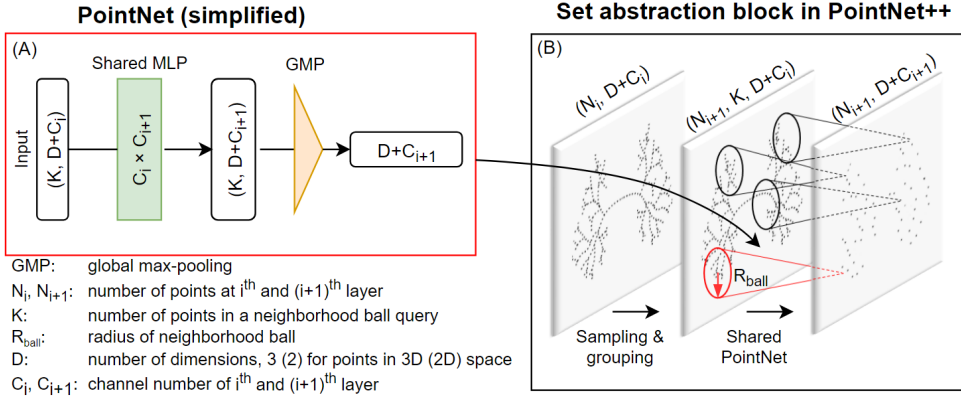 PointNet (simplified)
Set abstraction block in PointNet++
(A)
Shared MLP
GMP
Input
(K, D+Cᵢ)
Cᵢ × Cᵢ₊₁
(K, D+Cᵢ₊₁)
D+Cᵢ₊₁
GMP: global max-pooling
Nᵢ, Nᵢ₊₁: number of points at iᵗʰ and (i+1)ᵗʰ layer
K: number of points in a neighborhood ball query
R_ball: radius of neighborhood ball
D: number of dimensions, 3 (2) for points in 3D (2D) space
Cᵢ, Cᵢ₊₁: channel number of iᵗʰ and (i+1)ᵗʰ layer
(B)
(Nᵢ, D+Cᵢ)
(Nᵢ₊₁, K, D+Cᵢ)
(Nᵢ₊₁, D+Cᵢ₊₁)
R_ball
Sampling &
grouping
Shared
PointNet